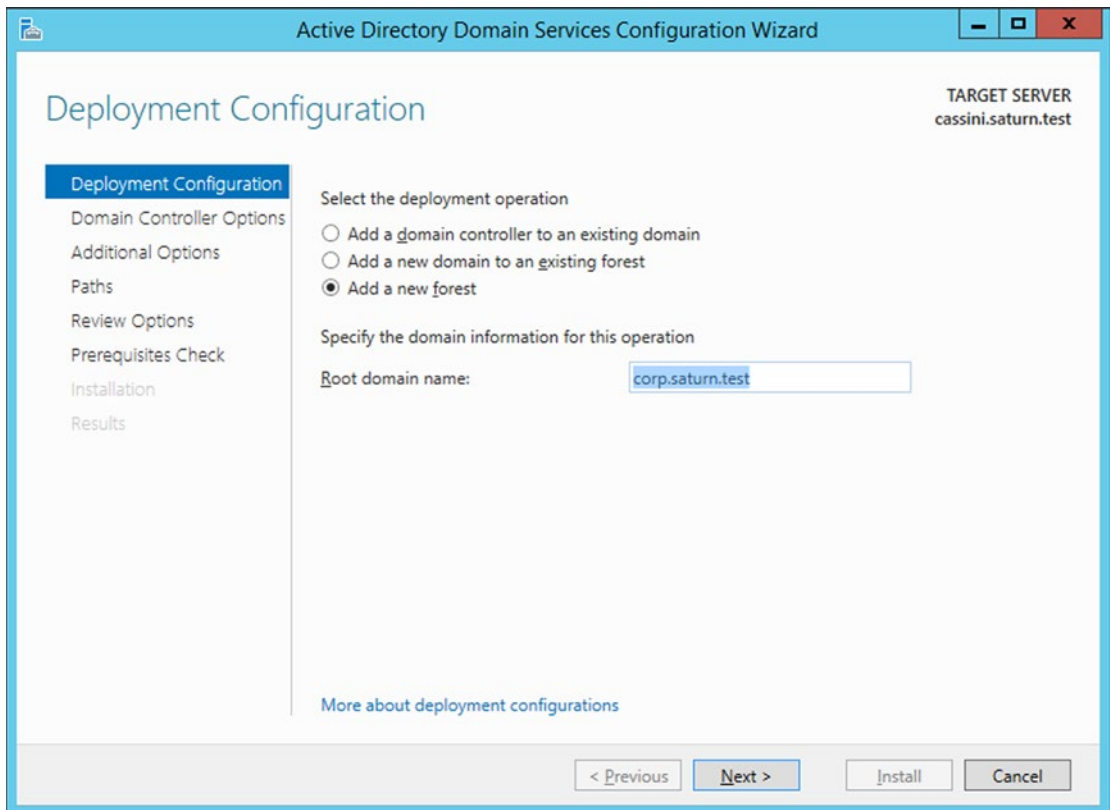 Active Directory Domain Services Configuration Wizard
Deployment Configuration
TARGET SERVER
cassini.saturn.test
Deployment Configuration
Domain Controller Options
Additional Options
Paths
Review Options
Prerequisites Check
Installation
Results
Select the deployment operation
Add a domain controller to an existing domain
Add a new domain to an existing forest
Add a new forest
Specify the domain information for this operation
Root domain name: corp.saturn.test
More about deployment configurations
< Previous Next > Install Cancel